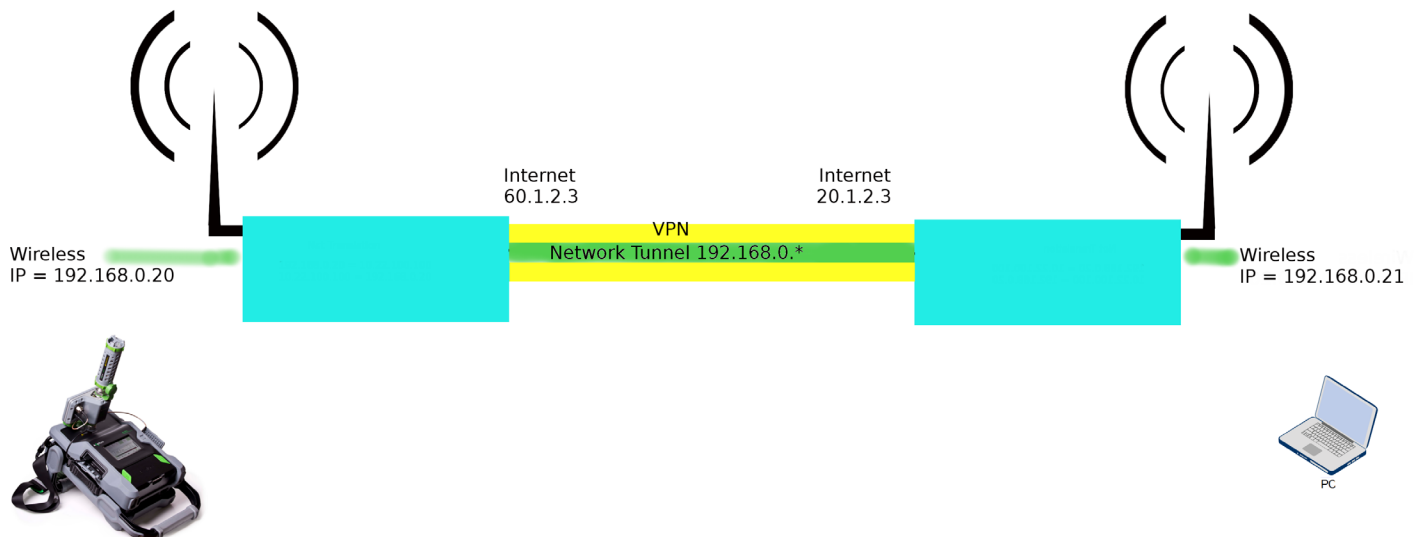 Internet
60.1.2.3
Internet
20.1.2.3
VPN
Network Tunnel 192.168.0.*
Wireless
IP = 192.168.0.20
Wireless
IP = 192.168.0.21
PC